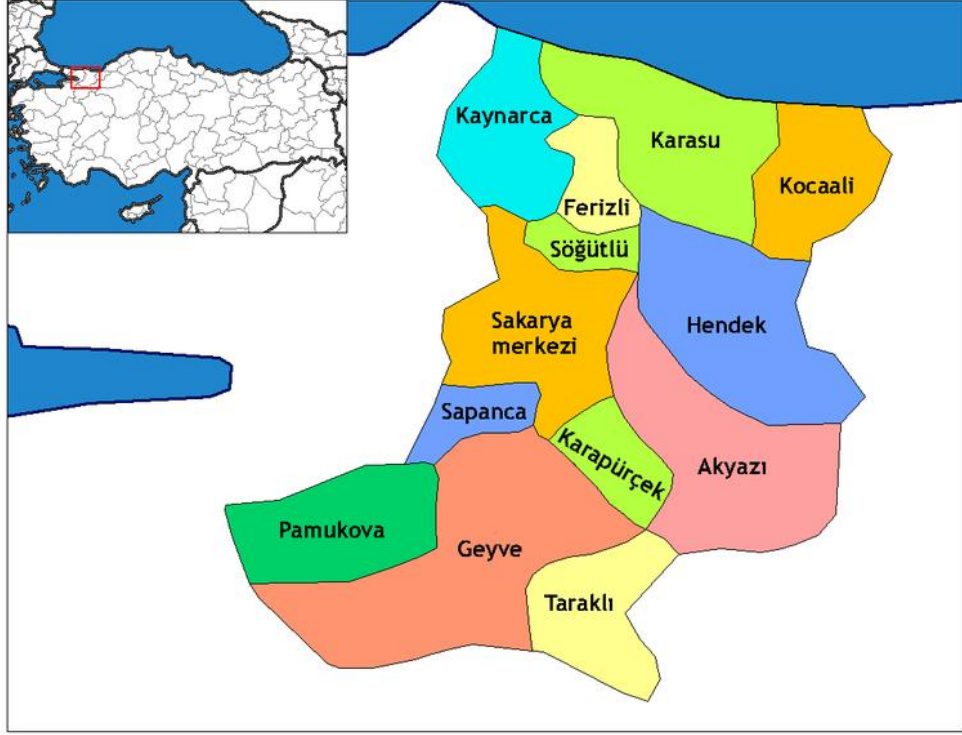 Kaynarca
Karasu
Kocaali
Ferizli
Söğütlü
Sakarya
merkezi
Hendek
Sapanca
Karapürçek
Akyazı
Pamukova
Geyve
Taraklı